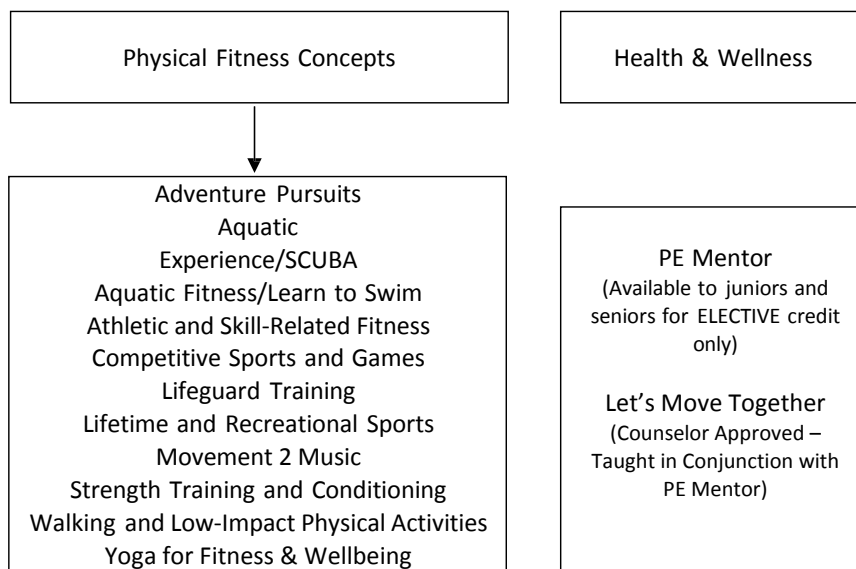 Physical Fitness Concepts
Health & Wellness
Adventure Pursuits
Aquatic
Experience/SCUBA
Aquatic Fitness/Learn to Swim
Athletic and Skill-Related Fitness
Competitive Sports and Games
Lifeguard Training
Lifetime and Recreational Sports
Movement 2 Music
Strength Training and Conditioning
Walking and Low-Impact Physical Activities
Yoga for Fitness & Wellbeing
PE Mentor
(Available to juniors and
seniors for ELECTIVE credit
only)
Let’s Move Together
(Counselor Approved –
Taught in Conjunction with
PE Mentor)